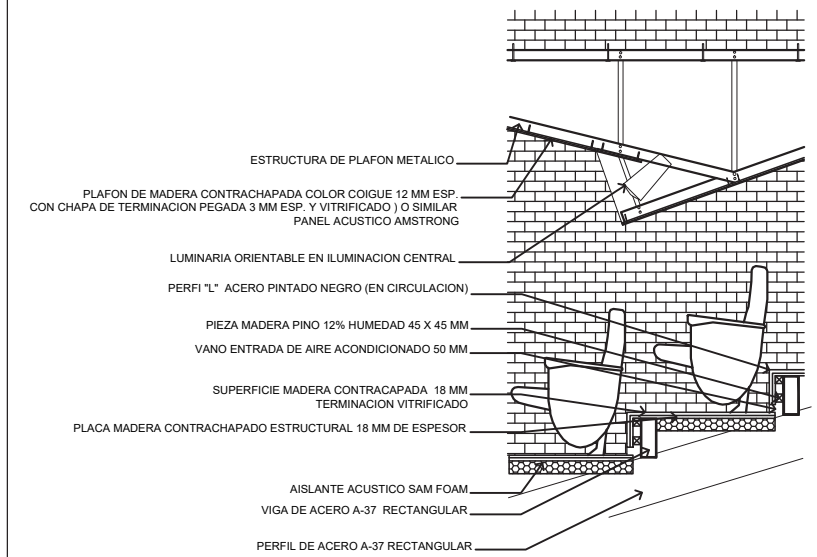 ESTRUCTURA DE PLAFON METALICO
PLAFON DE MADERA CONTRACHAPADA COLOR COIGUE 12 MM ESP.
CON CHAPA DE TERMINACION PEGADA 3 MM ESP. Y VITRIFICADO ) O SIMILAR
PANEL ACUSTICO AMSTRONG
LUMINARIA ORIENTABLE EN ILUMINACION CENTRAL
PERFI "L" ACERO PINTADO NEGRO (EN CIRCULACION)
PIEZA MADERA PINO 12% HUMEDAD 45 X 45 MM
VANO ENTRADA DE AIRE ACONDICIONADO 50 MM
SUPERFICIE MADERA CONTRACAPADA 18 MM
TERMINACION VITRIFICADO
PLACA MADERA CONTRACHAPADO ESTRUCTURAL 18 MM DE ESPESOR
AISLANTE ACUSTICO SAM FOAM
VIGA DE ACERO A-37 RECTANGULAR
PERFIL DE ACERO A-37 RECTANGULAR